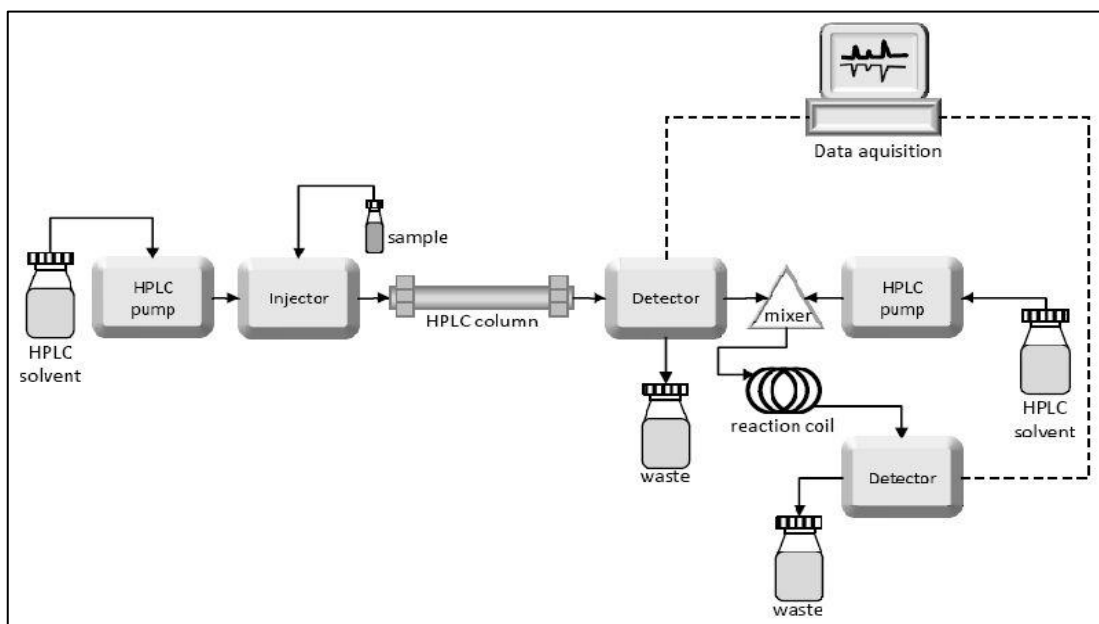 Data aquisition
sample
HPLC
pump
Injector
HPLC column
Detector
mixer
HPLC
pump
HPLC
solvent
waste
reaction coil
HPLC
solvent
Detector
waste